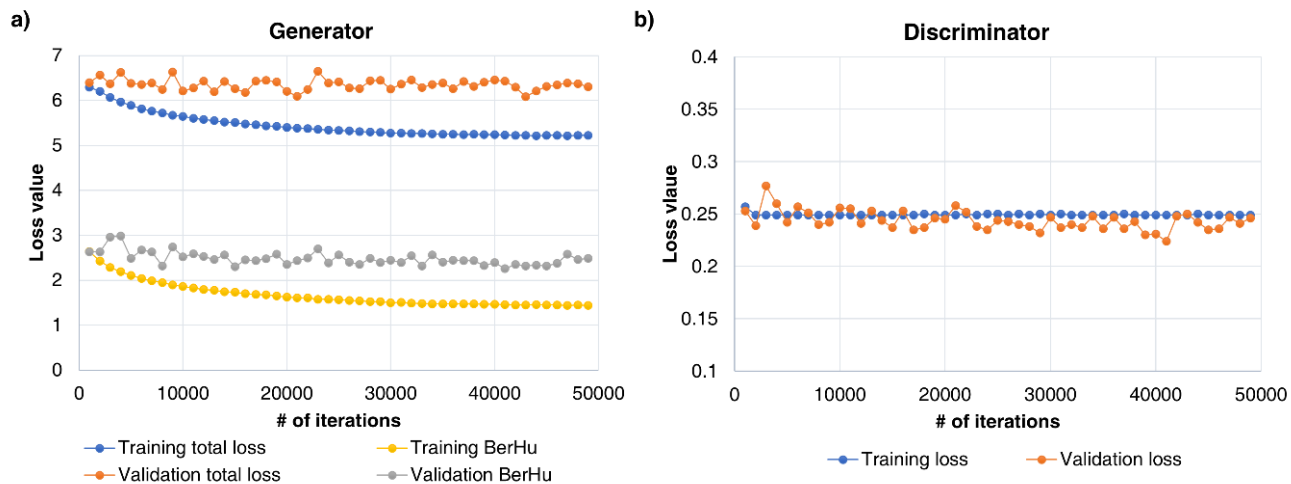 a)
Generator
7
6
5
4
3
2
1
0
Loss value
0 10000 20000 30000 40000 50000
# of iterations
Training total loss Training BerHu
Validation total loss Validation BerHu
b)
Discriminator
0.4
0.35
0.3
0.25
0.2
0.15
0.1
Loss vlaue
0 10000 20000 30000 40000 50000
# of iterations
Training loss Validation loss